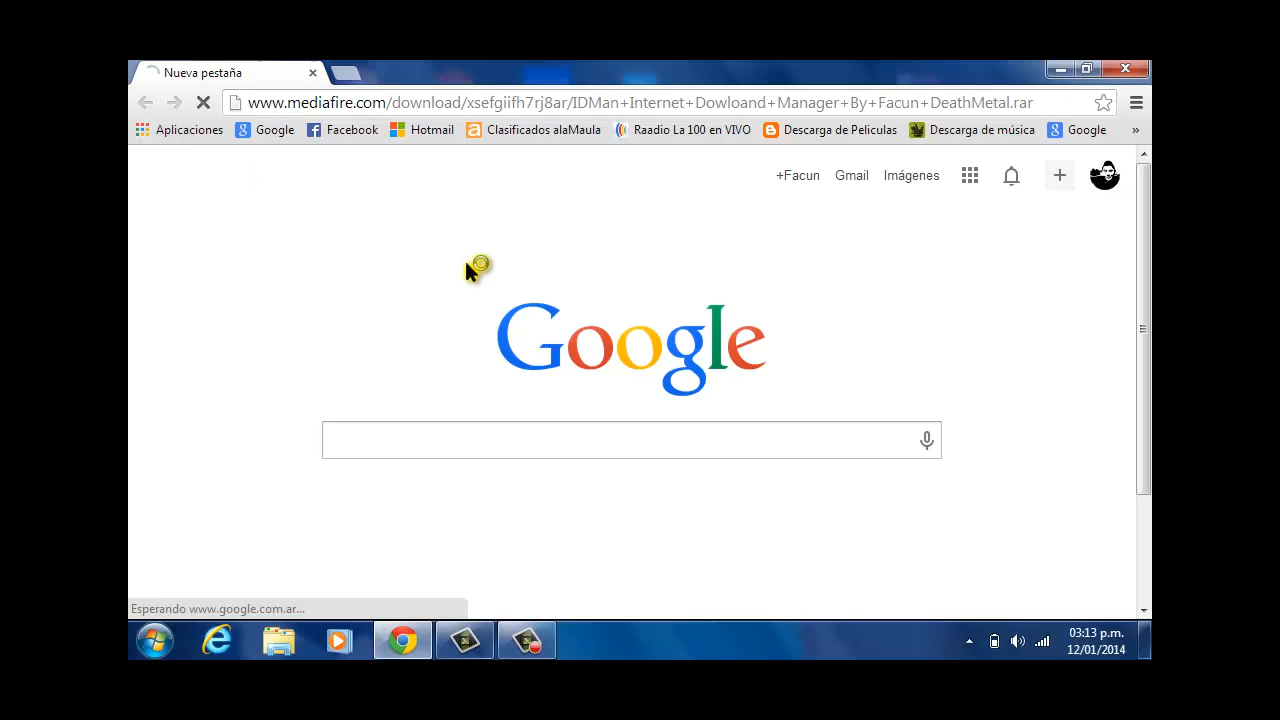 Nueva pestaña
www.mediafire.com/download/xsefgiifh7rj8ar/IDMan+Internet+Dowloand+Manager+By+Facun+DeathMetal.rar
Aplicaciones Google Facebook Hotmail Clasificados alaMaula Raadio La 100 en VIVO Descarga de Peliculas Descarga de música Google »
+Facun Gmail Imágenes
Google
Esperando www.google.com.ar...
03:13 p.m.
12/01/2014